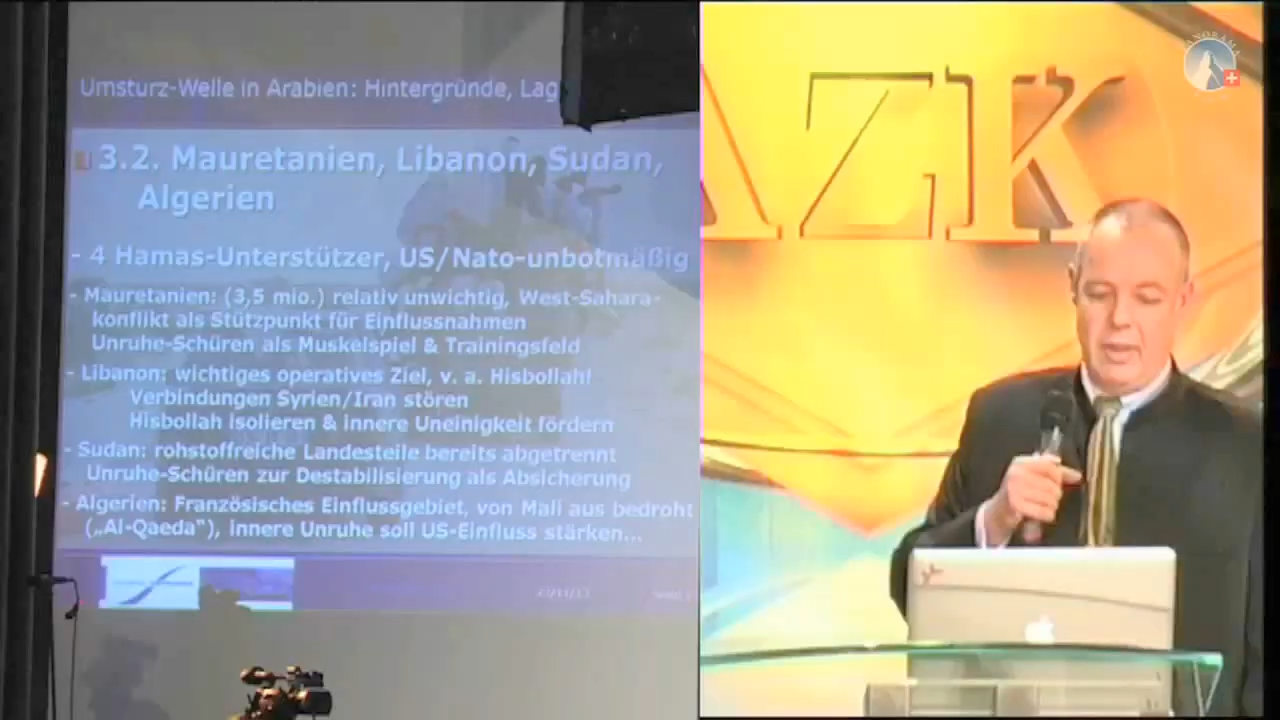 Umsturz-Welle in Arabien: Hintergründe, Lag
3.2. Mauretanien, Libanon, Sudan,
Algerien
- 4 Hamas-Unterstützer, US/Nato-unbotmäßig
- Mauretanien: (3,5 mio.) relativ unwichtig, West-Sahara-
konflikt als Stützpunkt für Einflussnahmen
Unruhe-Schüren als Muskelspiel & Trainingsfeld
- Libanon: wichtiges operatives Ziel, v. a. Hisbollah!
Verbindungen Syrien/Iran stören
Hisbollah isolieren & innere Uneinigkeit fördern
- Sudan: rohstoffreiche Landesteile bereits abgetrennt
Unruhe-Schüren zur Destabilisierung als Absicherung
- Algerien: Französisches Einflussgebiet, von Mali aus bedroht
(„Al-Qaeda"), innere Unruhe soll US-Einfluss stärken...
AZK